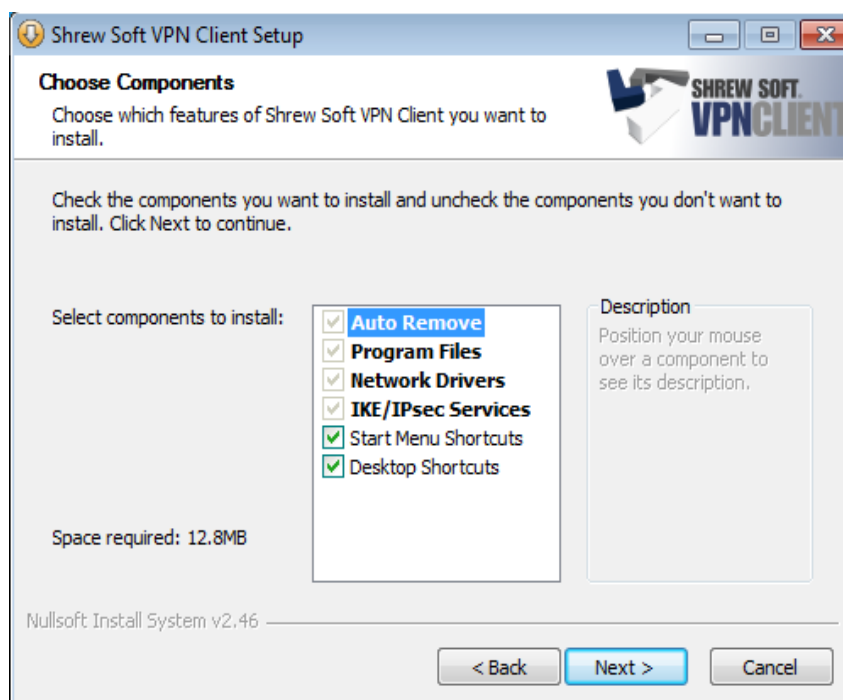 Shrew Soft VPN Client Setup
Choose Components
Choose which features of Shrew Soft VPN Client you want to
install.
SHREW SOFT
VPNCLIENT
Check the components you want to install and uncheck the components you don't want to
install. Click Next to continue.
Select components to install:
Auto Remove
Program Files
Network Drivers
IKE/IPsec Services
Start Menu Shortcuts
Desktop Shortcuts
Description
Position your mouse
over a component to
see its description.
Space required: 12.8MB
Nullsoft Install System v2.46
< Back
Next >
Cancel